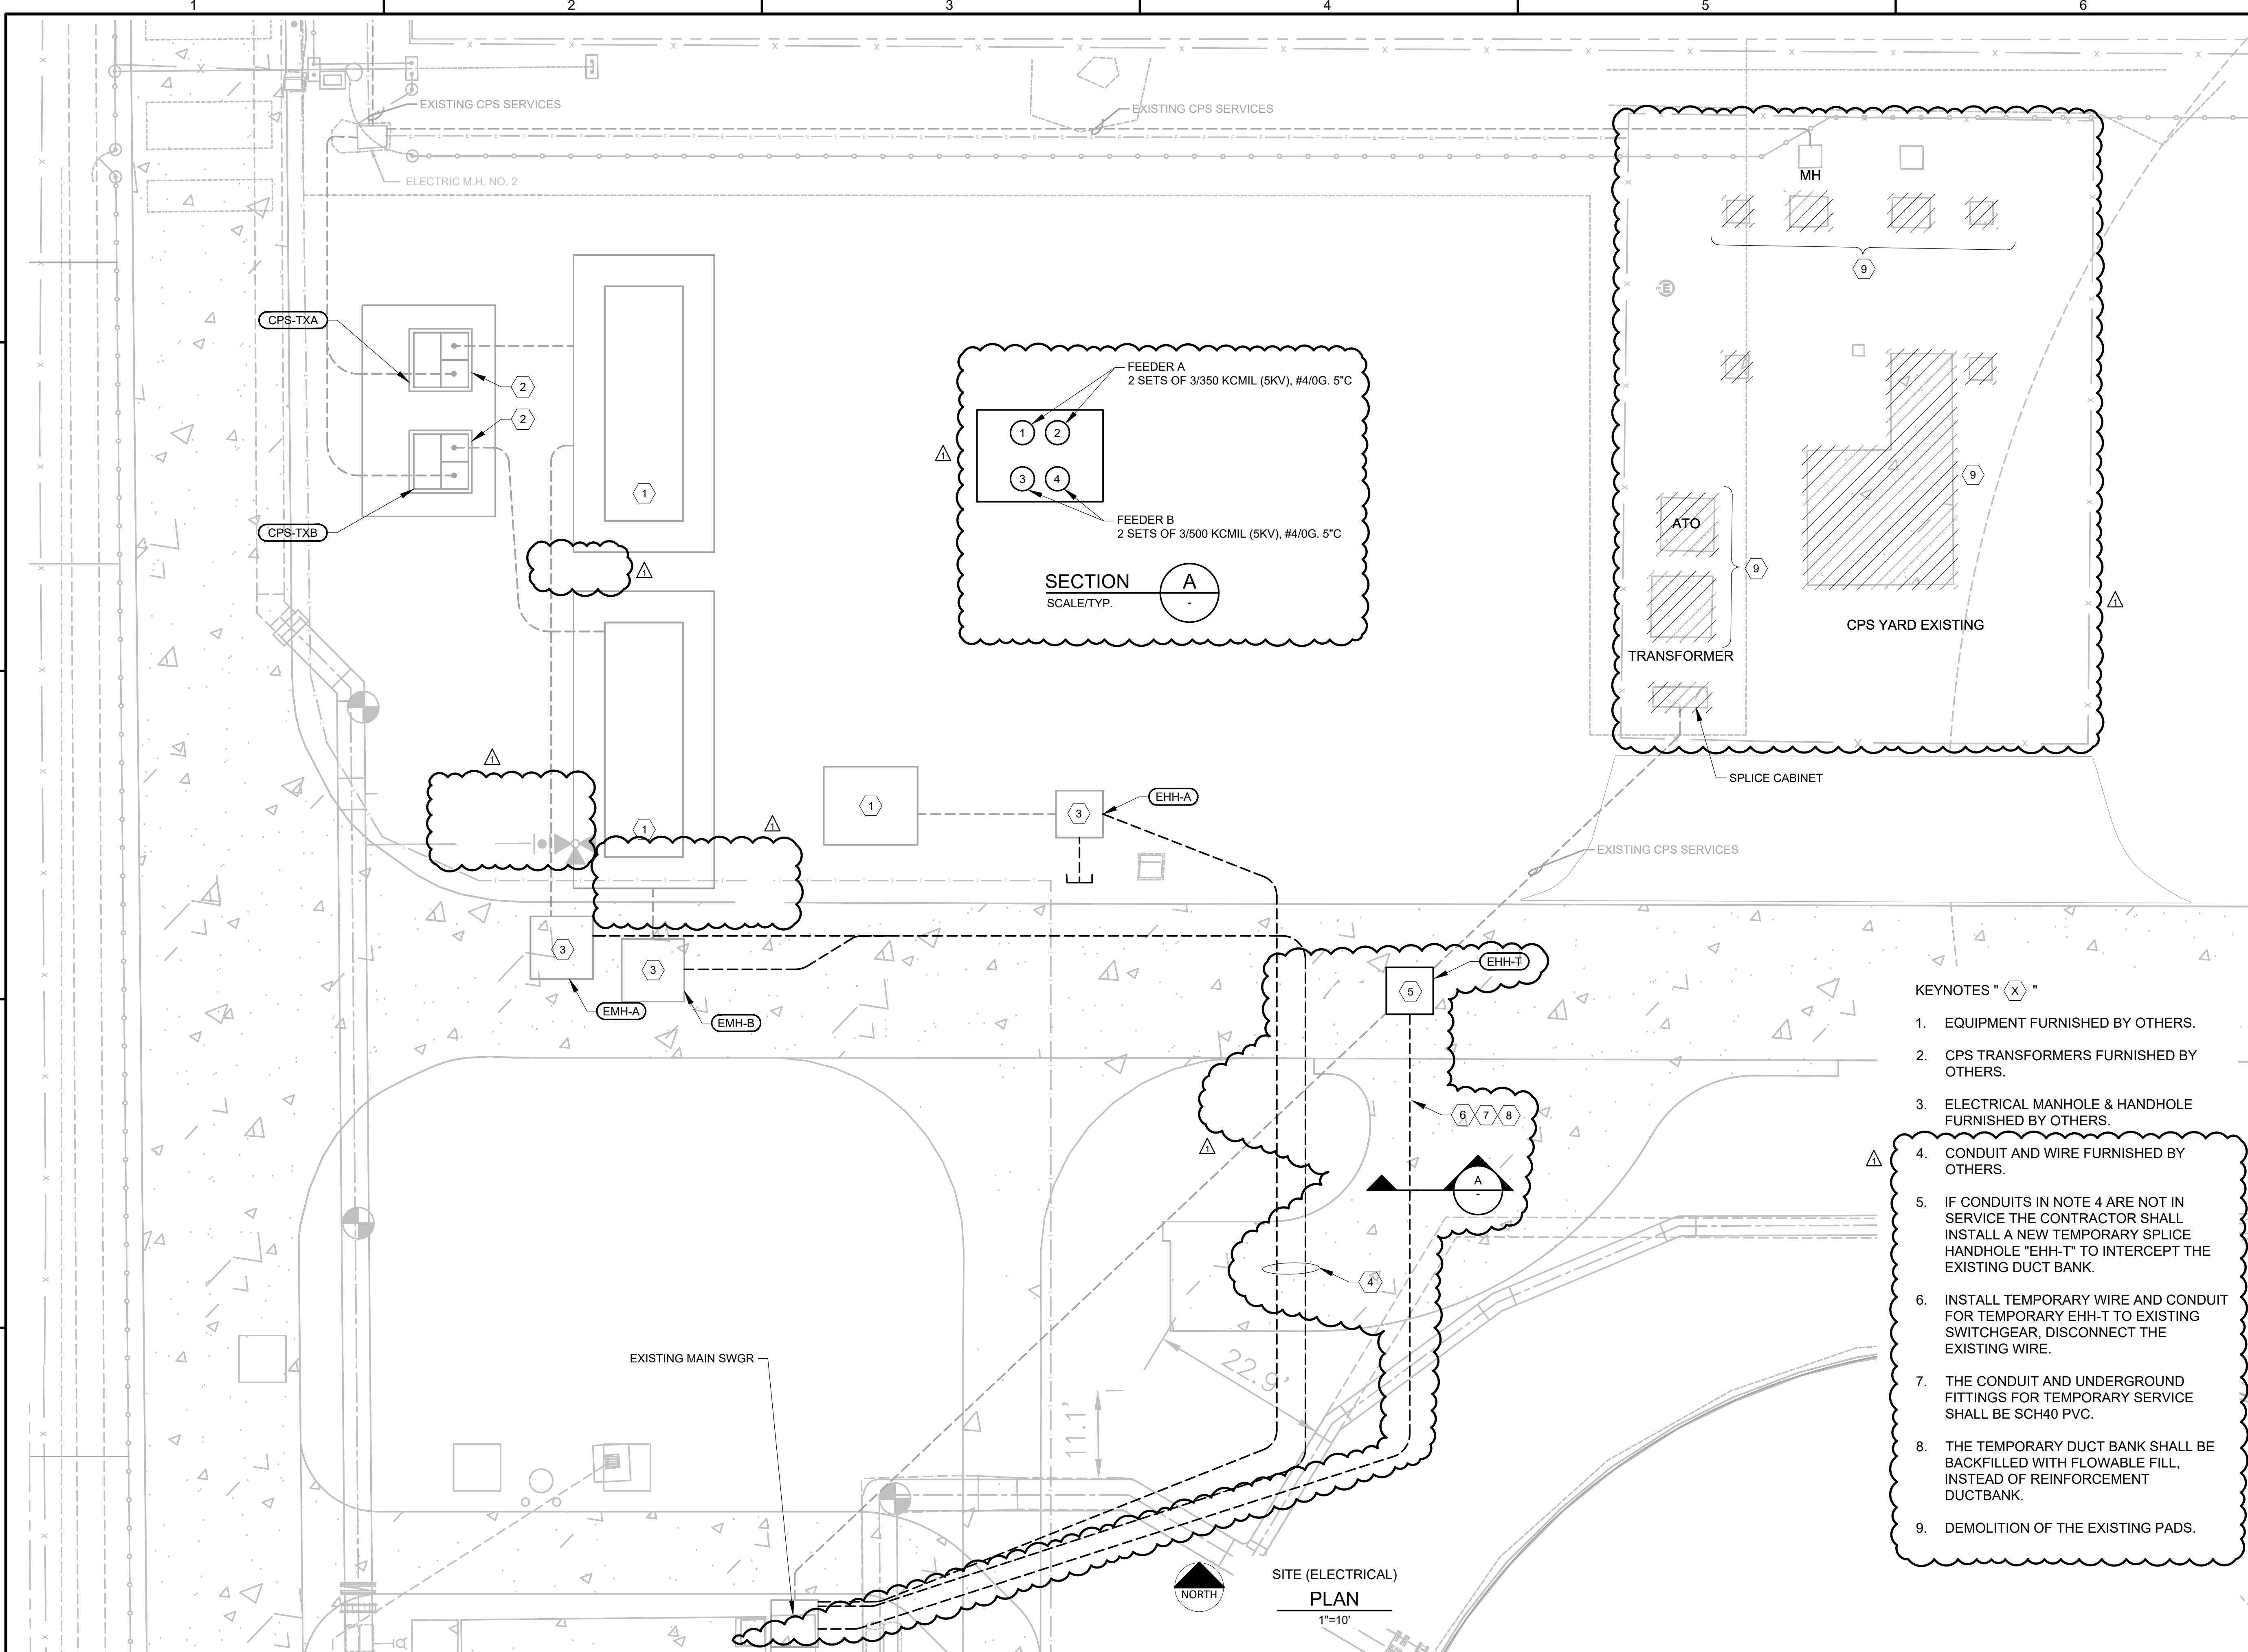 1
2
3
4
5
6
EXISTING CPS SERVICES
EXISTING CPS SERVICES
ELECTRIC M.H. NO. 2
MH
9
E
CPS-TXA
2
2
CPS-TXB
1
FEEDER A
2 SETS OF 3/350 KCMIL (5KV), #4/0G. 5"C
1
2
3
4
FEEDER B
2 SETS OF 3/500 KCMIL (5KV), #4/0G. 5"C
1
SECTION
A
SCALE/TYP.
-
1
9
ATO
9
1
CPS YARD EXISTING
TRANSFORMER
SPLICE CABINET
1
1
1
1
3
EHH-A
EXISTING CPS SERVICES
3
3
EMH-A
EMH-B
EHH-T
5
6
7
8
1
A
-
4
22.9'
11.1'
EXISTING MAIN SWGR
KEYNOTES " X "
1. EQUIPMENT FURNISHED BY OTHERS.
2. CPS TRANSFORMERS FURNISHED BY
OTHERS.
3. ELECTRICAL MANHOLE & HANDHOLE
FURNISHED BY OTHERS.
1
4. CONDUIT AND WIRE FURNISHED BY
OTHERS.
5. IF CONDUITS IN NOTE 4 ARE NOT IN
SERVICE THE CONTRACTOR SHALL
INSTALL A NEW TEMPORARY SPLICE
HANDHOLE "EHH-T" TO INTERCEPT THE
EXISTING DUCT BANK.
6. INSTALL TEMPORARY WIRE AND CONDUIT
FOR TEMPORARY EHH-T TO EXISTING
SWITCHGEAR, DISCONNECT THE
EXISTING WIRE.
7. THE CONDUIT AND UNDERGROUND
FITTINGS FOR TEMPORARY SERVICE
SHALL BE SCH40 PVC.
8. THE TEMPORARY DUCT BANK SHALL BE
BACKFILLED WITH FLOWABLE FILL,
INSTEAD OF REINFORCEMENT
DUCTBANK.
9. DEMOLITION OF THE EXISTING PADS.
NORTH
SITE (ELECTRICAL)
PLAN
1"=10'